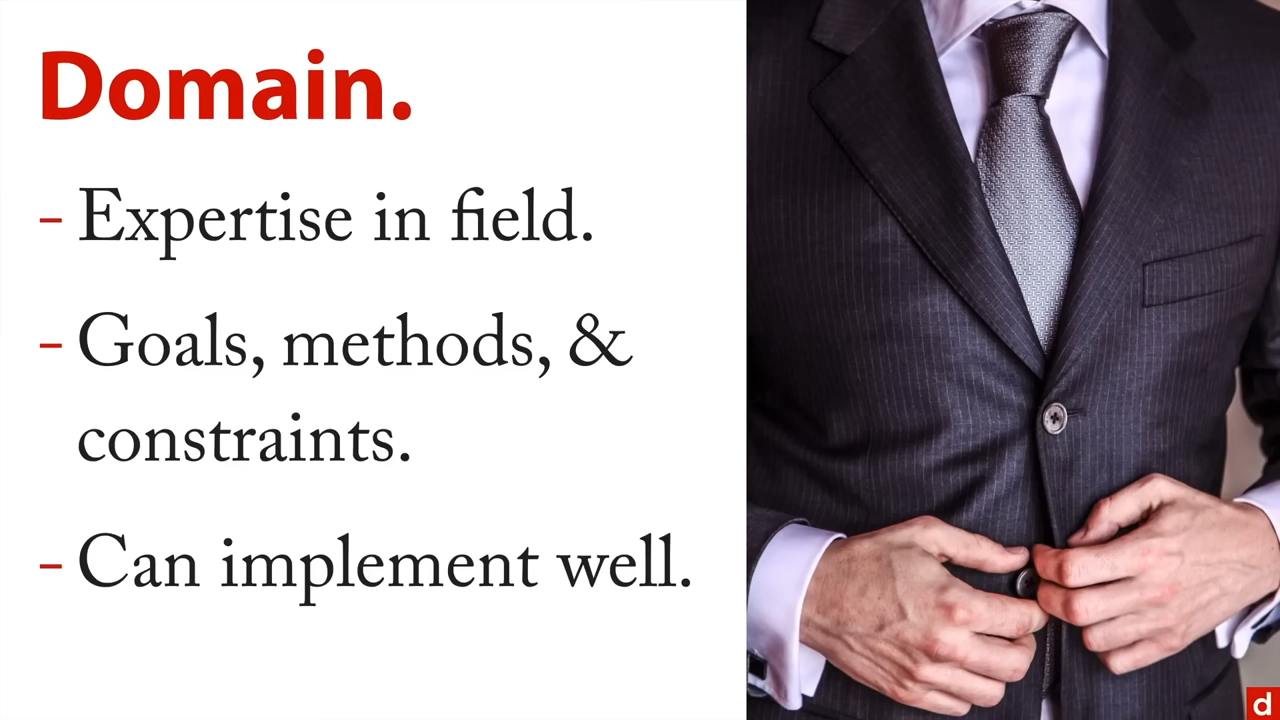 Domain.
- Expertise in field.
- Goals, methods, &
constraints.
- Can implement well.
d